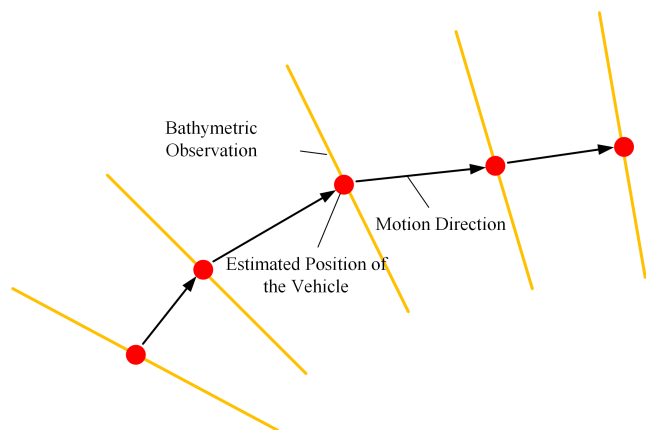 Bathymetric
Observation
Motion Direction
Estimated Position of
the Vehicle